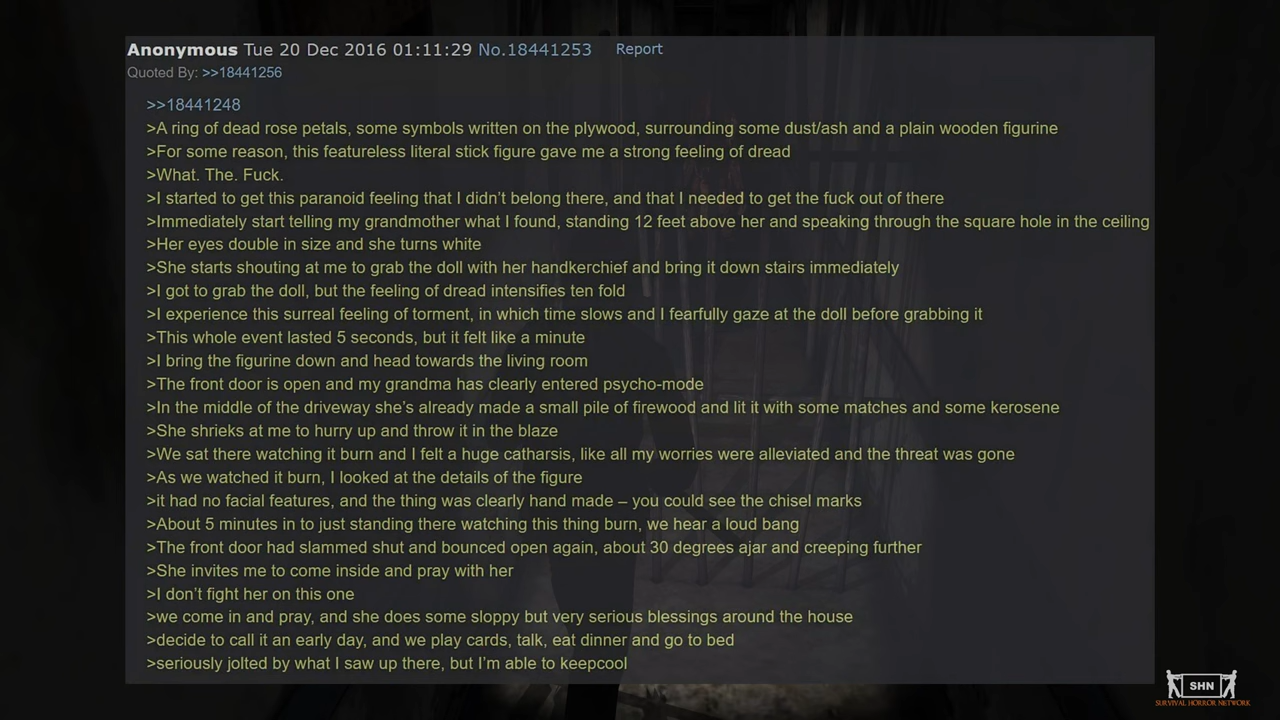 Anonymous Tue 20 Dec 2016 01:11:29 No.18441253 Report
Quoted By: >>18441256
>>18441248
>A ring of dead rose petals, some symbols written on the plywood, surrounding some dust/ash and a plain wooden figurine
>For some reason, this featureless literal stick figure gave me a strong feeling of dread
>What. The. Fuck.
>I started to get this paranoid feeling that I didn’t belong there, and that I needed to get the fuck out of there
>Immediately start telling my grandmother what I found, standing 12 feet above her and speaking through the square hole in the ceiling
>Her eyes double in size and she turns white
>She starts shouting at me to grab the doll with her handkerchief and bring it down stairs immediately
>I got to grab the doll, but the feeling of dread intensifies ten fold
>I experience this surreal feeling of torment, in which time slows and I fearfully gaze at the doll before grabbing it
>This whole event lasted 5 seconds, but it felt like a minute
>I bring the figurine down and head towards the living room
>The front door is open and my grandma has clearly entered psycho-mode
>In the middle of the driveway she’s already made a small pile of firewood and lit it with some matches and some kerosene
>She shrieks at me to hurry up and throw it in the blaze
>We sat there watching it burn and I felt a huge catharsis, like all my worries were alleviated and the threat was gone
>As we watched it burn, I looked at the details of the figure
>it had no facial features, and the thing was clearly hand made – you could see the chisel marks
>About 5 minutes in to just standing there watching this thing burn, we hear a loud bang
>The front door had slammed shut and bounced open again, about 30 degrees ajar and creeping further
>She invites me to come inside and pray with her
>I don’t fight her on this one
>we come in and pray, and she does some sloppy but very serious blessings around the house
>decide to call it an early day, and we play cards, talk, eat dinner and go to bed
>seriously jolted by what I saw up there, but I’m able to keepcool
SHN
SURVIVAL HORROR NETWORK